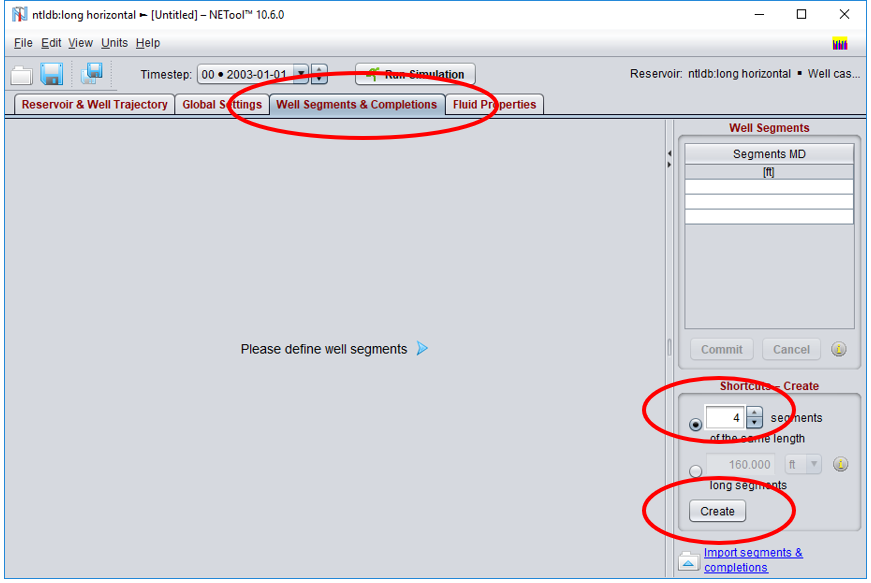 ntldb:long horizontal ► [Untitled] – NETool™ 10.6.0
File Edit View Units Help
Timestep: 00 • 2003-01-01 Run Simulation Reservoir: ntldb:long horizontal ▪ Well cas...
Reservoir & Well Trajectory Global Settings Well Segments & Completions Fluid Properties
Well Segments
Segments MD
[ft]
Please define well segments
Commit Cancel
Shortcuts – Create
4 segments
of the same length
160.000 ft
long segments
Create
Import segments &
completions